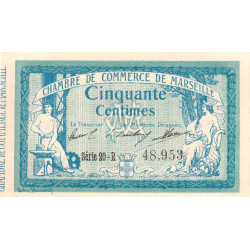 CHAMBRE DE COMMERCE DE MARSEILLE
Cinquante
Centimes
Le Trésorier
Série 20-R
48,953